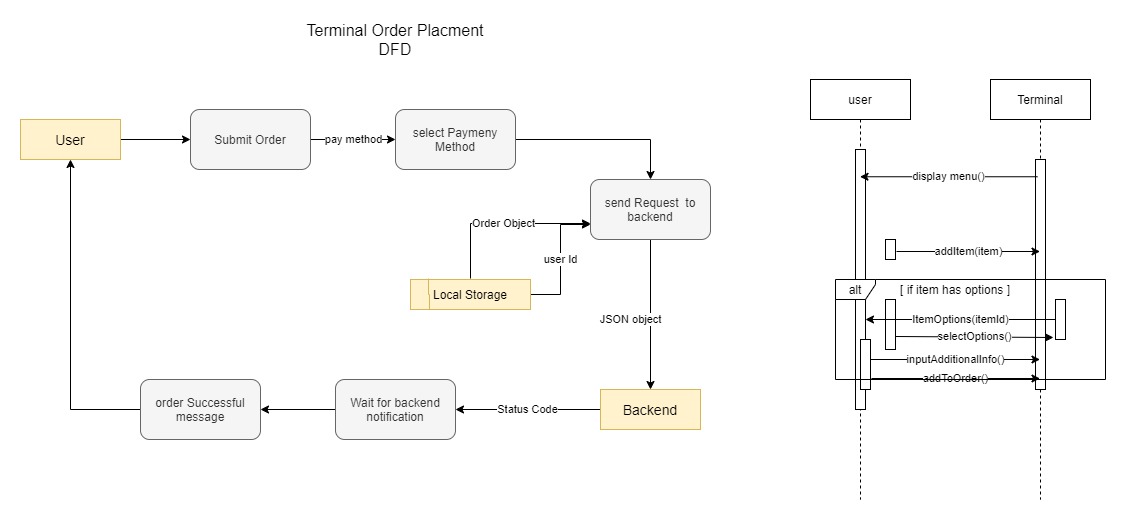 Terminal Order Placment
DFD
User
Submit Order
pay method
select Paymeny
Method
send Request to
backend
Order Object
user Id
Local Storage
JSON object
Backend
Status Code
Wait for backend
notification
order Successful
message
user
Terminal
display menu()
addItem(item)
alt
[ if item has options ]
ItemOptions(itemId)
selectOptions()
inputAdditionalInfo()
addToOrder()